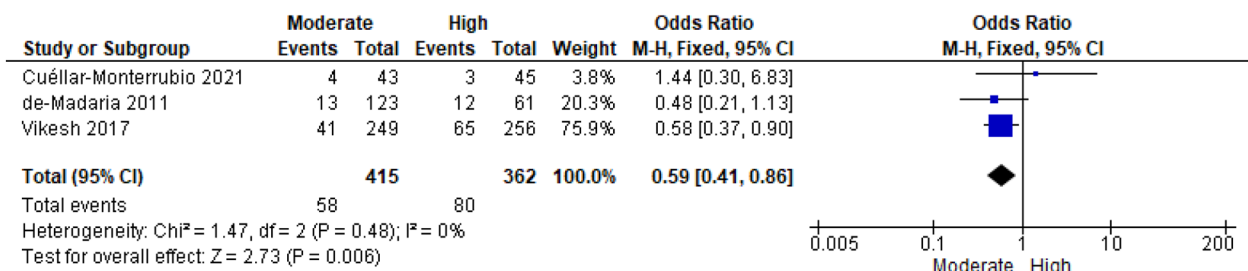 Moderate High Odds Ratio Odds Ratio
Study or Subgroup Events Total Events Total Weight M-H, Fixed, 95% CI M-H, Fixed, 95% CI
Cuéllar-Monterrubio 2021 4 43 3 45 3.8% 1.44 [0.30, 6.83]
de-Madaria 2011 13 123 12 61 20.3% 0.48 [0.21, 1.13]
Vikesh 2017 41 249 65 256 75.9% 0.58 [0.37, 0.90]
Total (95% CI) 415 362 100.0% 0.59 [0.41, 0.86]
Total events 58 80
Heterogeneity: Chi² = 1.47, df = 2 (P = 0.48); I² = 0%
Test for overall effect: Z = 2.73 (P = 0.006)
0.005 0.1 1 10 200
Moderate High